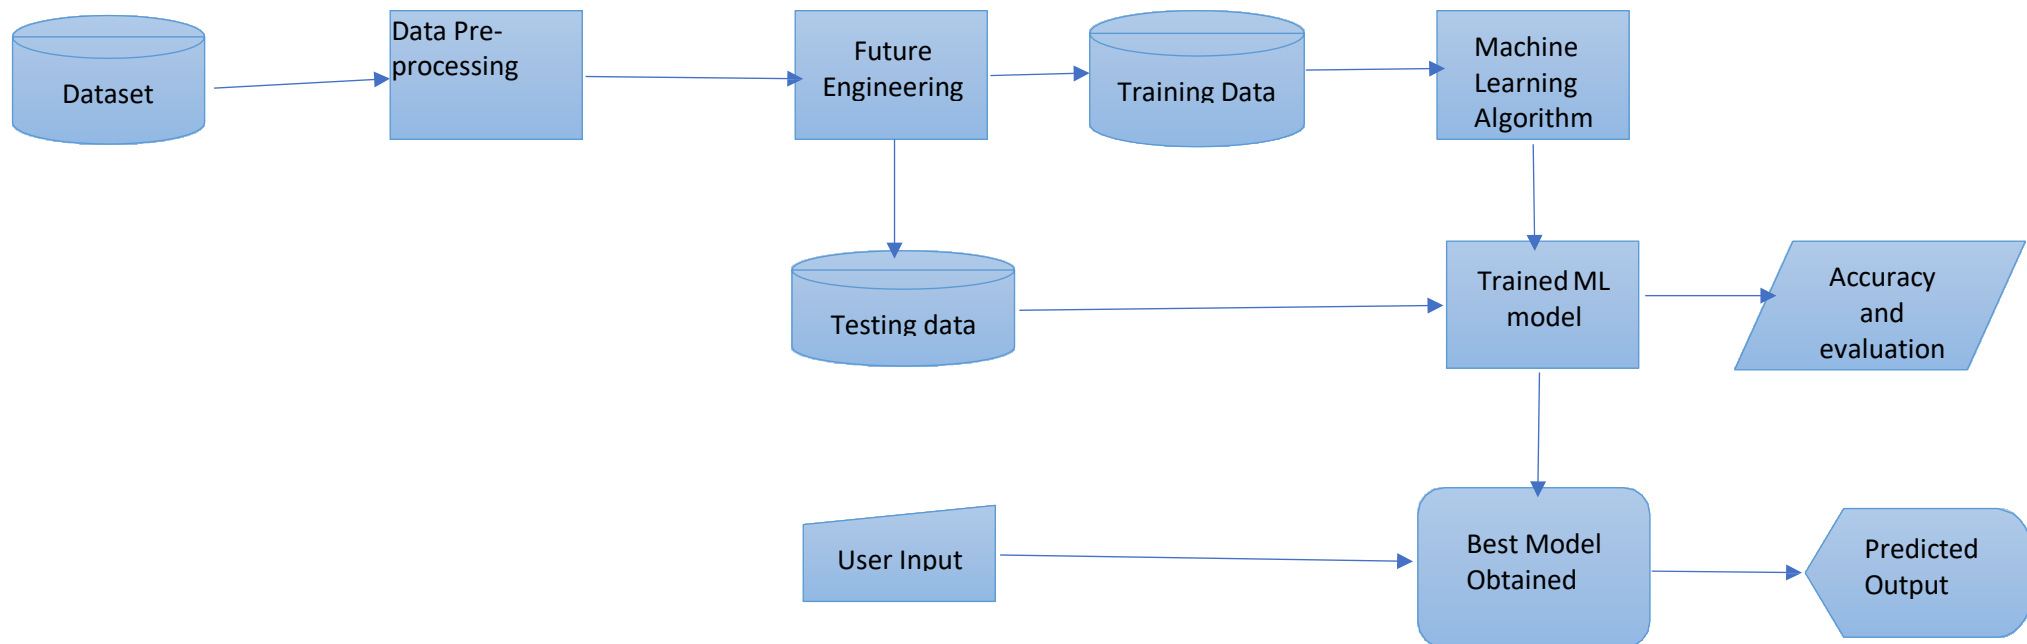 Dataset
Data Pre-
processing
Future
Engineering
Training Data
Machine
Learning
Algorithm
Testing data
Trained ML
model
Accuracy
and
evaluation
User Input
Best Model
Obtained
Predicted
Output